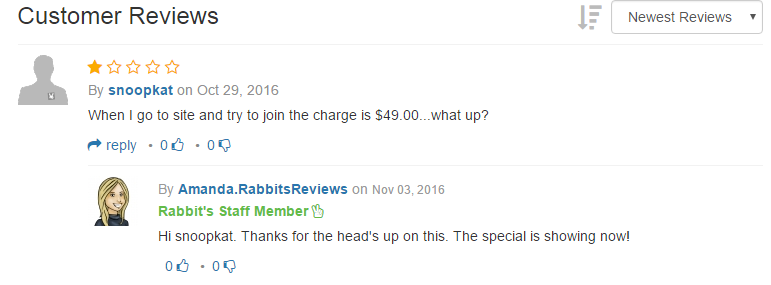 Customer Reviews
Newest Reviews
By snoopkat on Oct 29, 2016
When I go to site and try to join the charge is $49.00...what up?
reply • 0 • 0
By Amanda.RabbitsReviews on Nov 03, 2016
Rabbit's Staff Member
Hi snoopkat. Thanks for the head's up on this. The special is showing now!
0 • 0